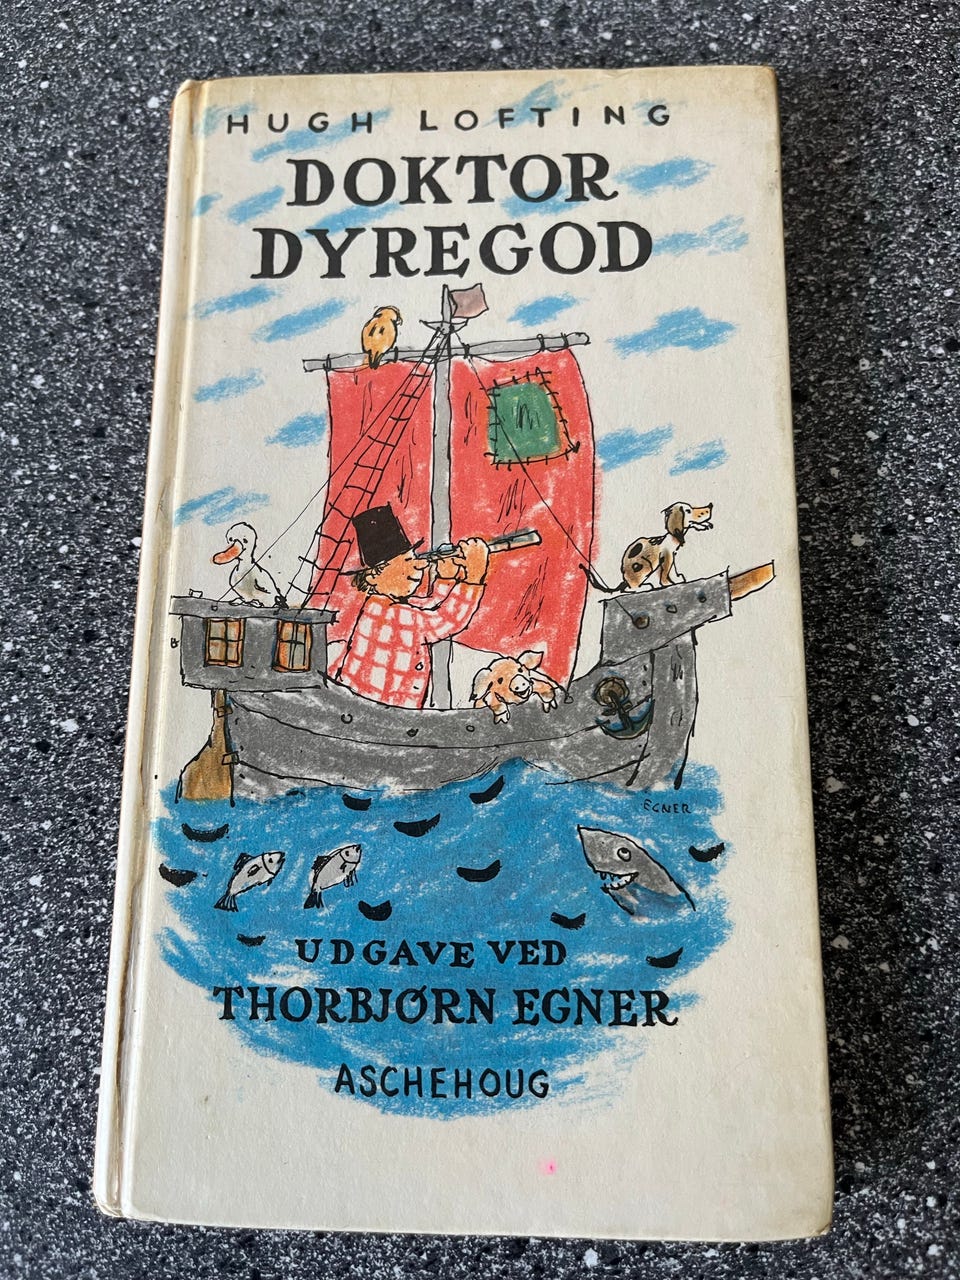 HUGH LOFTING
DOKTOR
DYREGOD
EGNER
UDGAVE VED
THORBJØRN EGNER
ASCHEHOUG